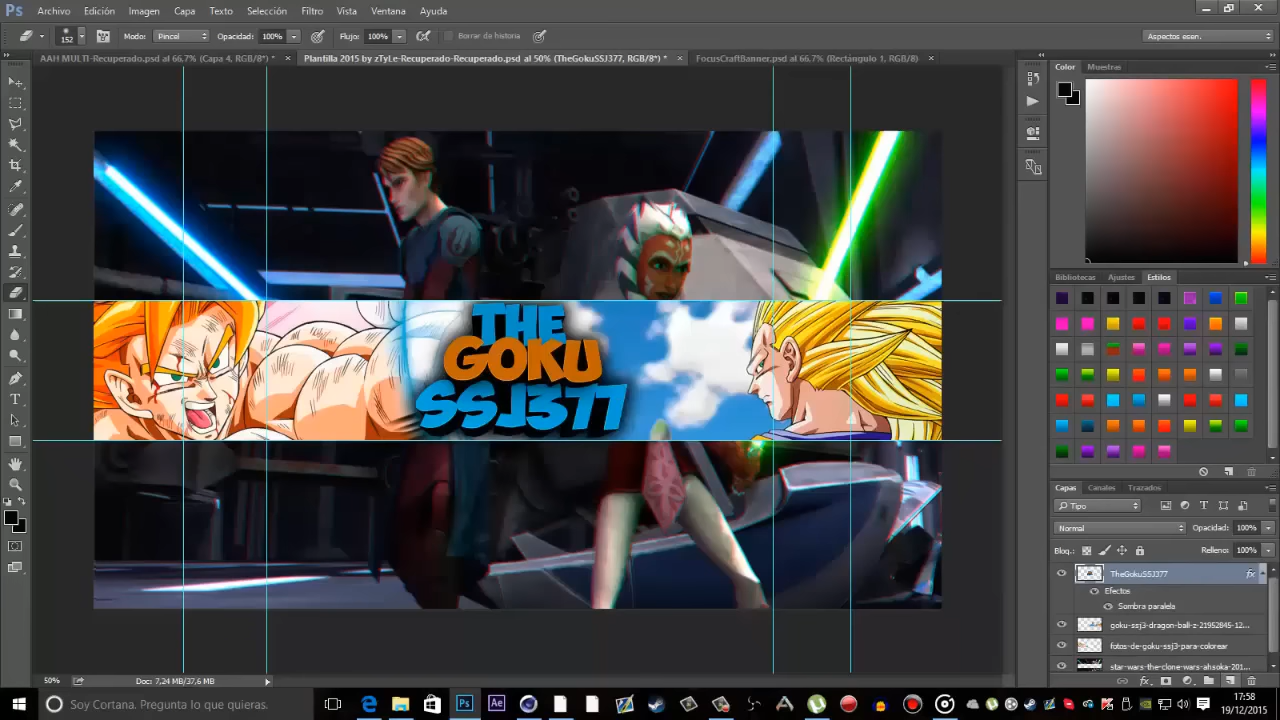 Ps Archivo Edición Imagen Capa Texto Selección Filtro Vista Ventana Ayuda
152 Modo: Pincel Opacidad: 100% Flujo: 100% Borrar de historia Aspectos esen.
AAH MULTI-Recuperado.psd al 66,7% (Capa 4, RGB/8) * Plantilla 2015 by zTyLe-Recuperado-Recuperado.psd al 50% (TheGokuSSJ377, RGB/8*) * FocusCraftBanner.psd al 66.7% (Rectángulo 1, RGB/8)
Color Muestras
THE
GOKU
SSJ377
Bibliotecas Ajustes Estilos
Capas Canales Trazados
Tipo
Normal Opacidad: 100%
Bloq.: Relleno: 100%
TheGokuSSJ377 fx
Efectos
Sombra paralela
goku-ssj3-dragon-ball-z-21952845-12...
fotos-de-goku-ssj3-para-colorear
star-wars-the-clone-wars-ahsoka-201...
50% Doc: 7,24 MB/37,6 MB
Soy Cortana. Pregunta lo que quieras.
17:58
19/12/2015